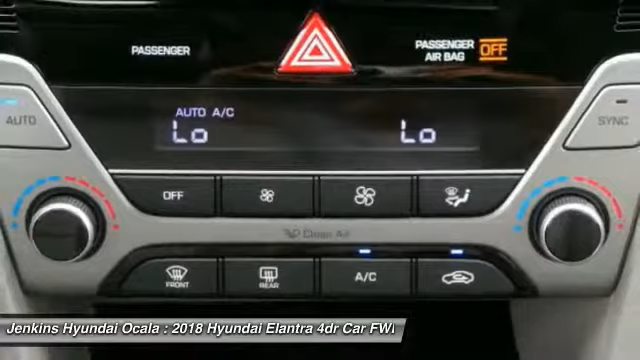 PASSENGER
PASSENGER
AIR BAG OFF
AUTO A/C
Lo Lo
AUTO
SYNC
OFF
Clean Air
FRONT
REAR
A/C
Jenkins Hyundai Ocala : 2018 Hyundai Elantra 4dr Car FW